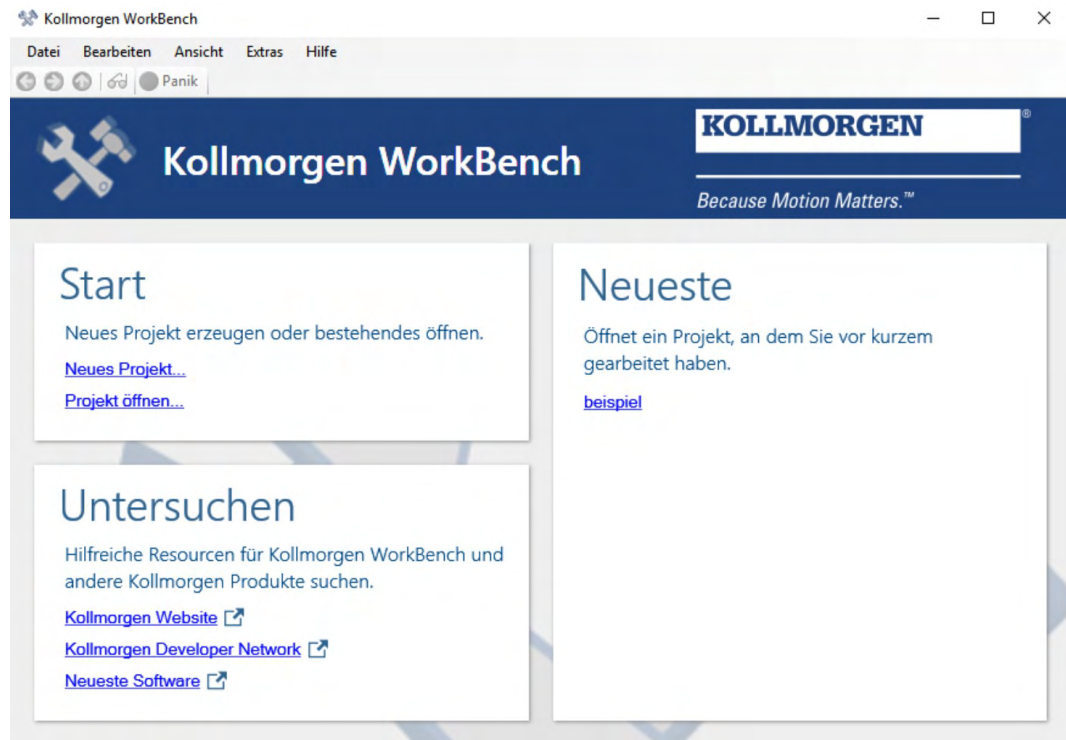 Kollmorgen WorkBench
Datei Bearbeiten Ansicht Extras Hilfe
Panik
Kollmorgen WorkBench
KOLLMORGEN®
Because Motion Matters.™
Start
Neues Projekt erzeugen oder bestehendes öffnen.
Neues Projekt...
Projekt öffnen...
Untersuchen
Hilfreiche Resourcen für Kollmorgen WorkBench und
andere Kollmorgen Produkte suchen.
Kollmorgen Website
Kollmorgen Developer Network
Neueste Software
Neueste
Öffnet ein Projekt, an dem Sie vor kurzem
gearbeitet haben.
beispiel